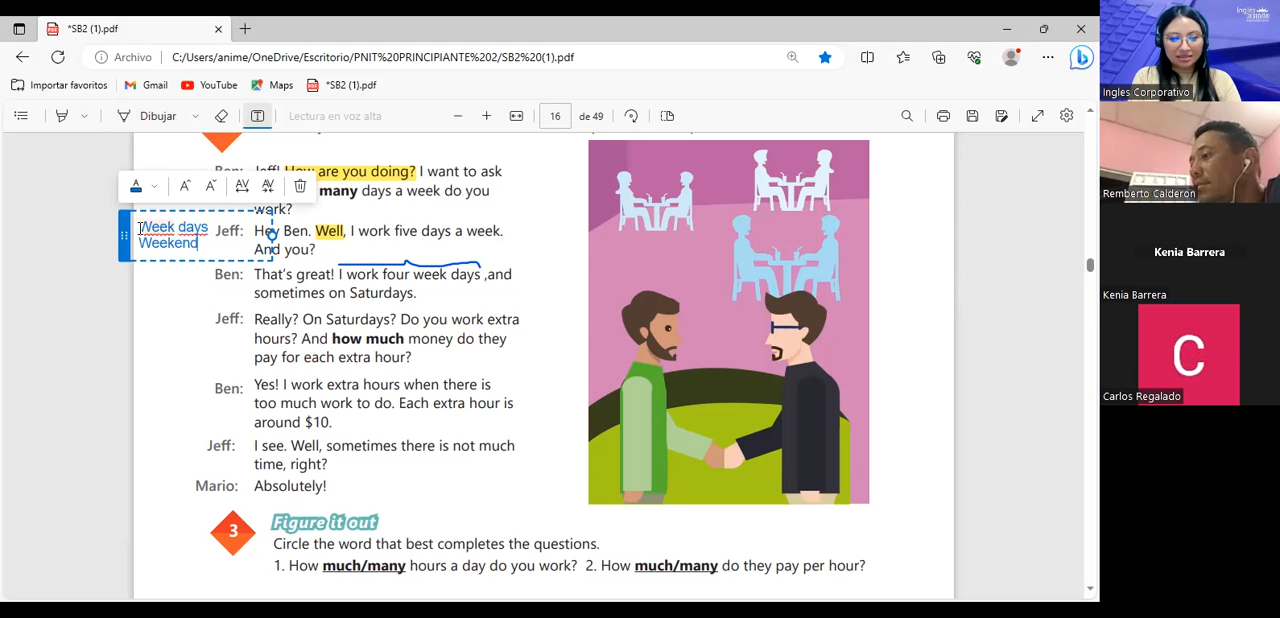 *SB2 (1).pdf
Archivo
C:/Users/anime/OneDrive/Escritorio/PNIT%20PRINCIPIANTE%202/SB2%20(1).pdf
Importar favoritos
Gmail
YouTube
Maps
*SB2 (1).pdf
Dibujar
Lectura en voz alta
16
de 49
Jeff! How are you doing? I want to ask
many days a week do you
work?
Week days
Weekend
Jeff: Hey Ben. Well, I work five days a week.
And you?
Ben: That's great! I work four week days ,and
sometimes on Saturdays.
Jeff: Really? On Saturdays? Do you work extra
hours? And how much money do they
pay for each extra hour?
Ben: Yes! I work extra hours when there is
too much work to do. Each extra hour is
around $10.
Jeff: I see. Well, sometimes there is not much
time, right?
Mario: Absolutely!
3
Figure it out
Circle the word that best completes the questions.
1. How much/many hours a day do you work? 2. How much/many do they pay per hour?
Ingles Corporativo
Remberto Calderon
Kenia Barrera
Kenia Barrera
C
Carlos Regalado